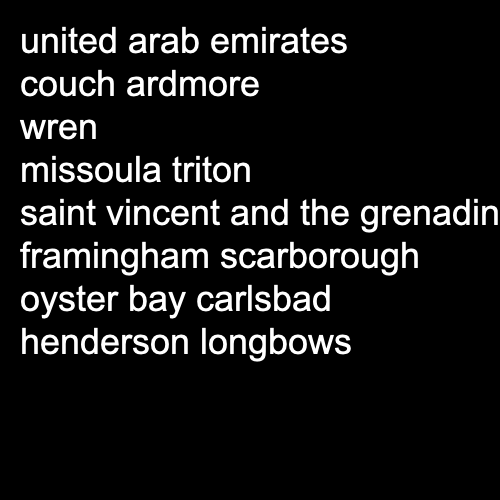 united arab emirates
couch ardmore
wren
missoula triton
saint vincent and the grenadin
framingham scarborough
oyster bay carlsbad
henderson longbows